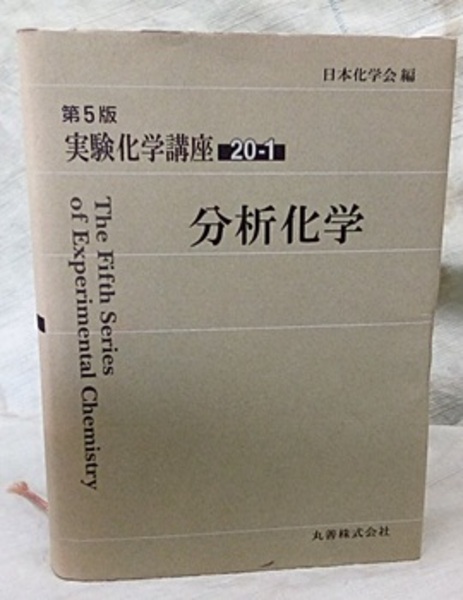 日本化学会 編
第5版
実験化学講座 20-1
分析化学
The Fifth Series
of Experimental Chemistry
丸善株式会社